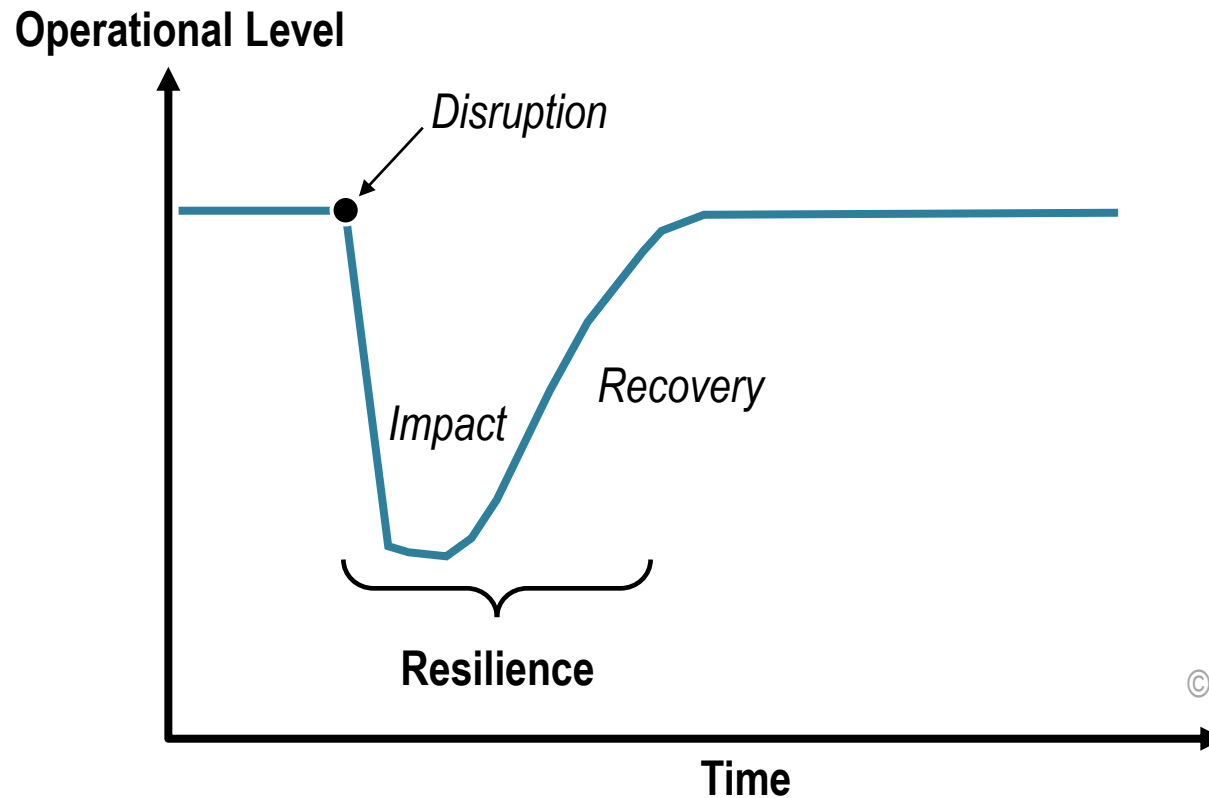 Operational Level
Disruption
Recovery
Impact
Resilience
©
Time